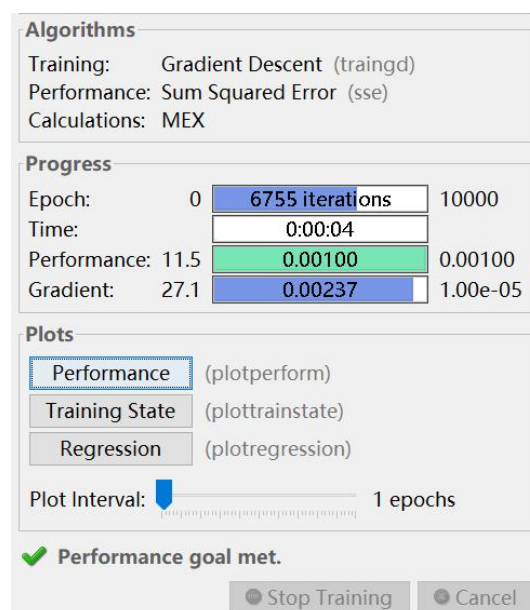 Algorithms
Training: Gradient Descent (traingd)
Performance: Sum Squared Error (sse)
Calculations: MEX
Progress
Epoch: 0 6755 iterations 10000
Time: 0:00:04
Performance: 11.5 0.00100 0.00100
Gradient: 27.1 0.00237 1.00e-05
Plots
Performance (plotperform)
Training State (plottrainstate)
Regression (plotregression)
Plot Interval: 1 epochs
Performance goal met.
Stop Training Cancel